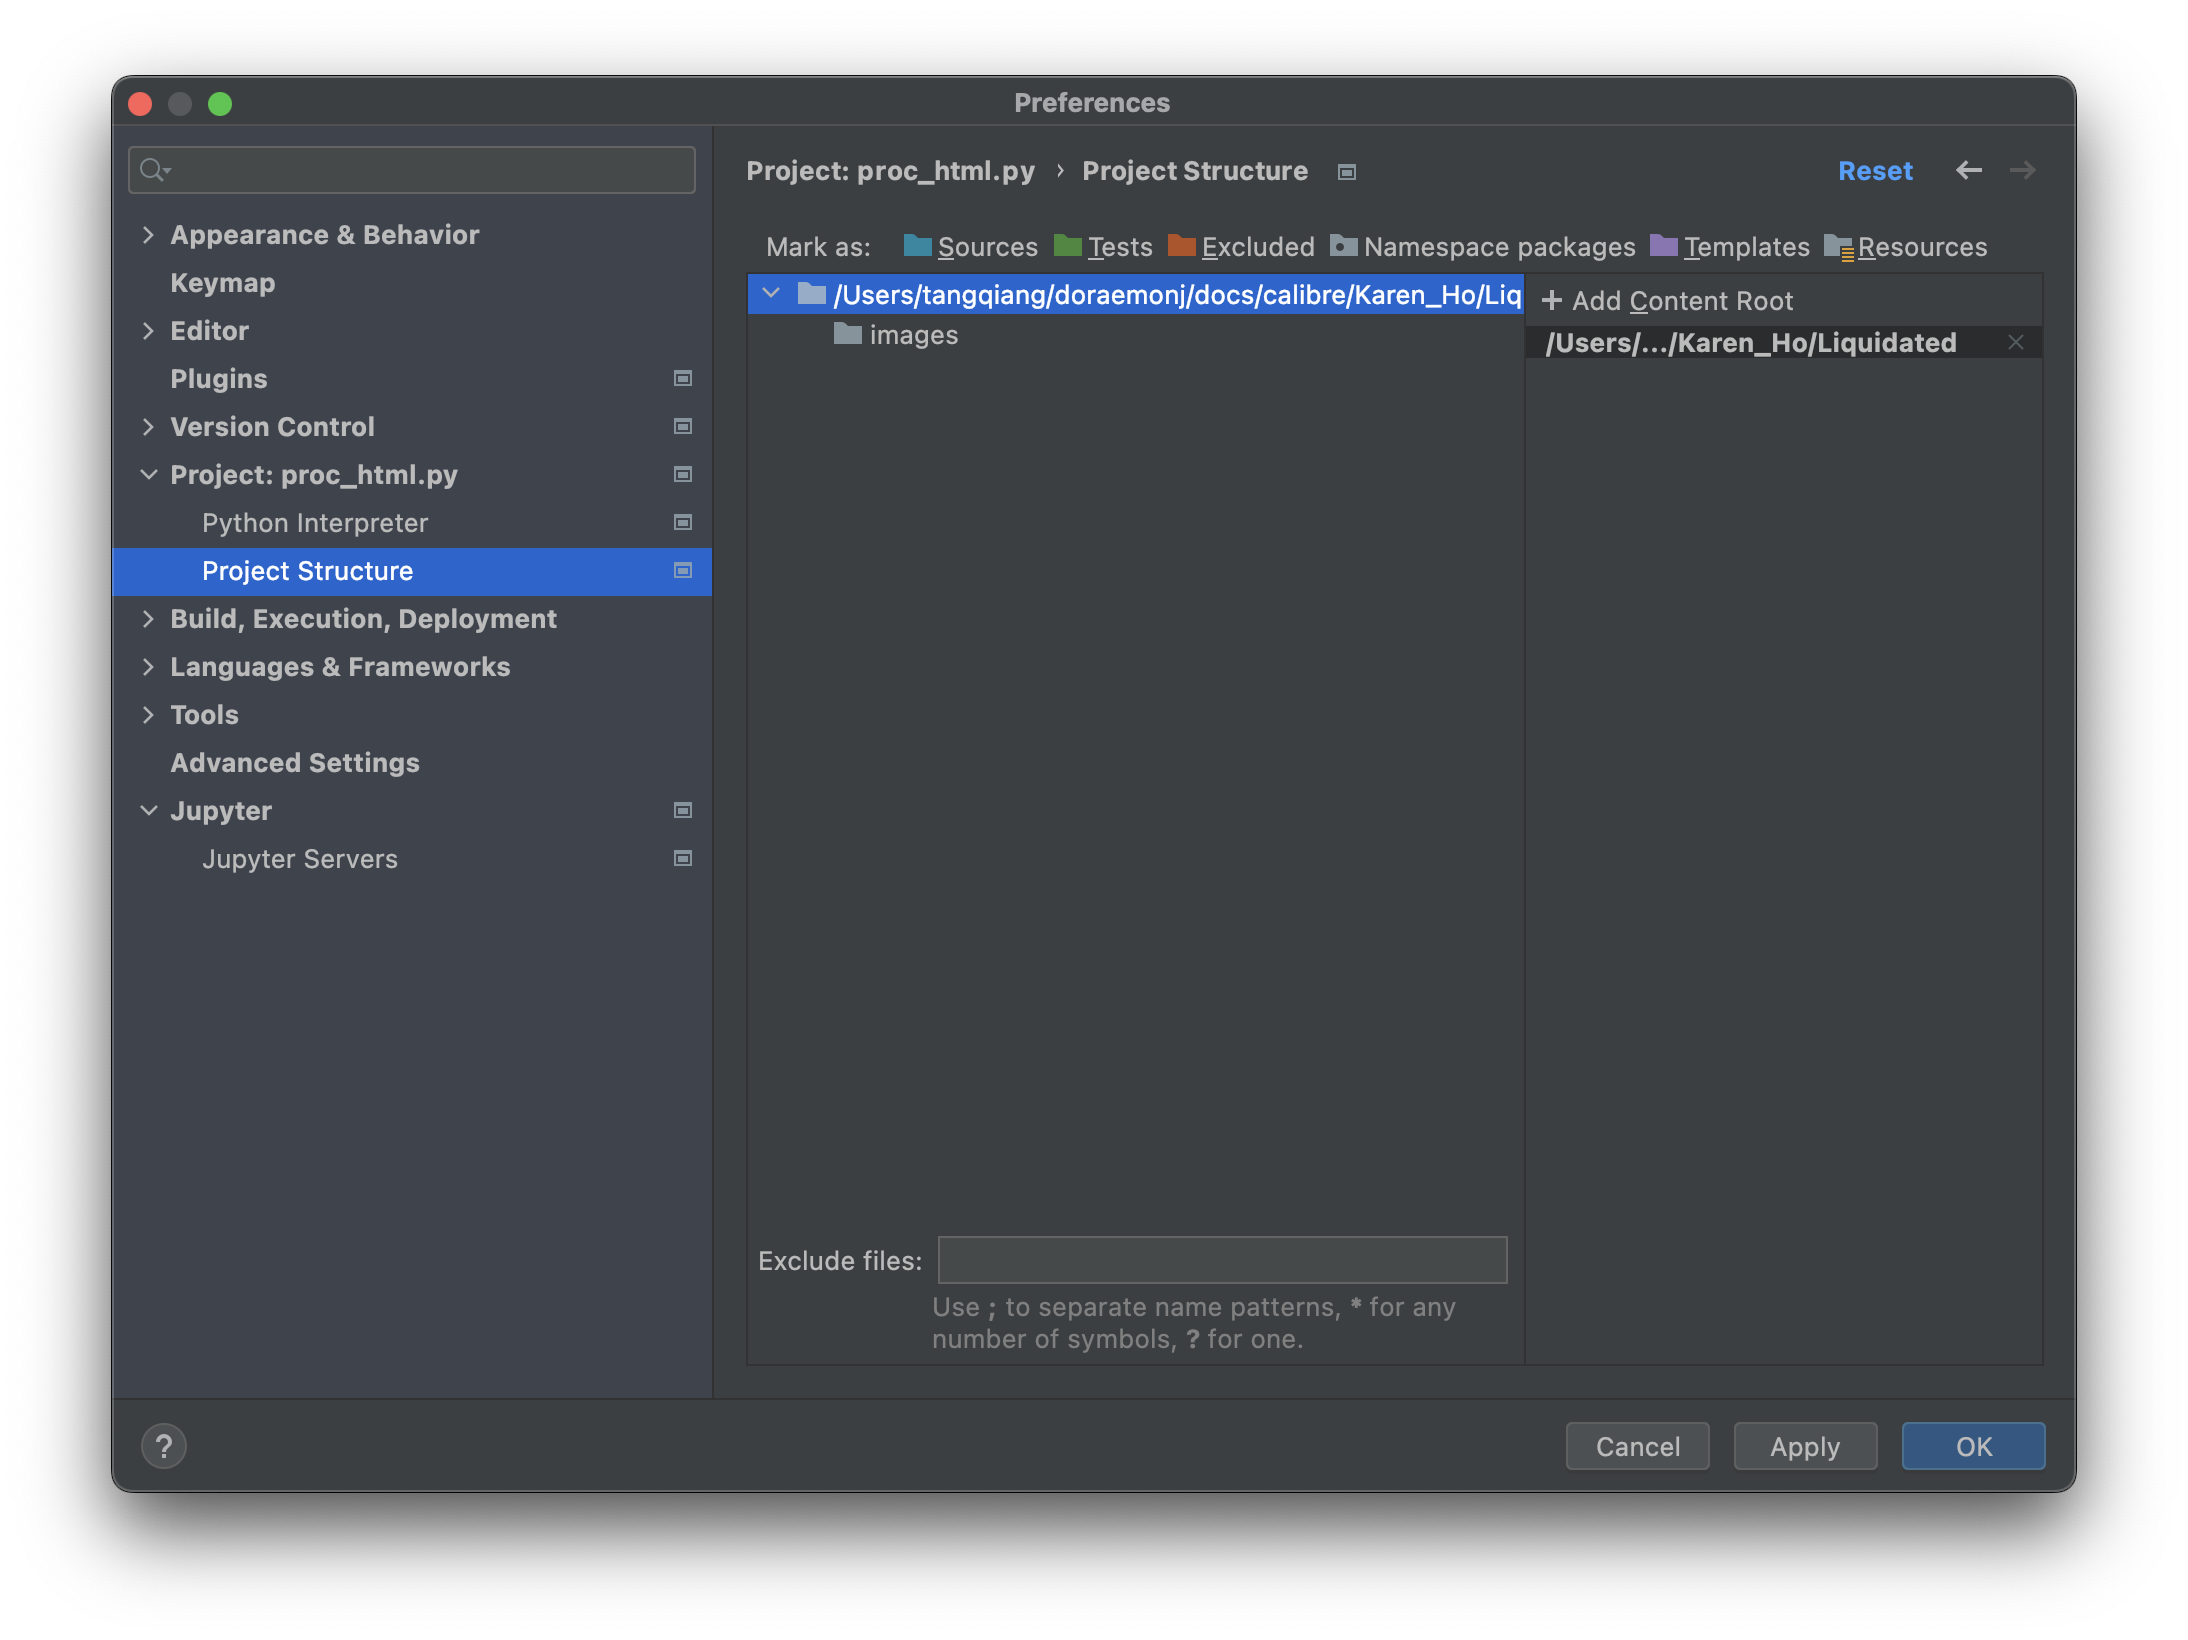 Preferences
Appearance & Behavior
Keymap
Editor
Plugins
Version Control
Project: proc_html.py
Python Interpreter
Project Structure
Build, Execution, Deployment
Languages & Frameworks
Tools
Advanced Settings
Jupyter
Jupyter Servers
Project: proc_html.py › Project Structure
Reset
Mark as: Sources Tests Excluded Namespace packages Templates Resources
/Users/tangqiang/doraemonj/docs/calibre/Karen_Ho/Liq
images
+ Add Content Root
/Users/.../Karen_Ho/Liquidated
Exclude files:
Use ; to separate name patterns, * for any
number of symbols, ? for one.
?
Cancel
Apply
OK